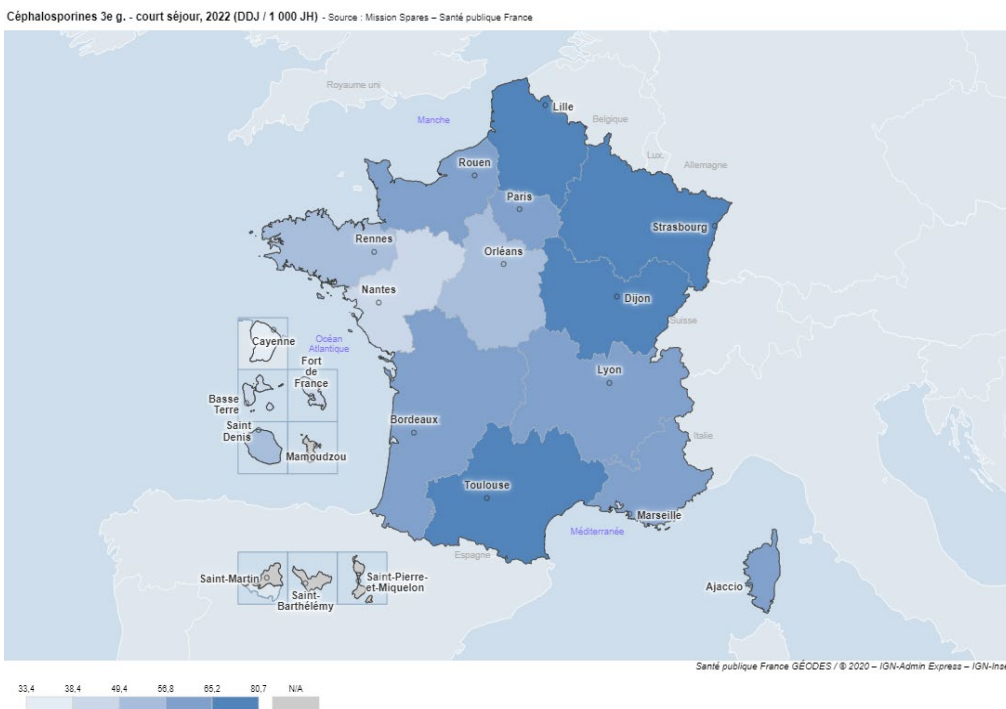 Céphalosporines 3e g. - court séjour, 2022 (DDJ / 1 000 JH) - Source : Mission Spares – Santé publique France
Royaume uni
Manche
Lille
Belgique
Lux.
Allemagne
Rouen
Paris
Strasbourg
Rennes
Orléans
Nantes
Dijon
Suisse
Océan
Atlantique
Cayenne
Fort
de
France
Lyon
Basse
Terre
Saint
Denis
Bordeaux
Italie
Mamoudzou
Toulouse
Marseille
Méditerranée
Espagne
Saint-Martin
Saint-
Barthélémy
Saint-Pierre-
et-Miquelon
Ajaccio
Santé publique France GÉODES / © 2020 – IGN-Admin Express – IGN-Inse
33,4 38,4 49,4 56,8 65,2 80,7 N/A